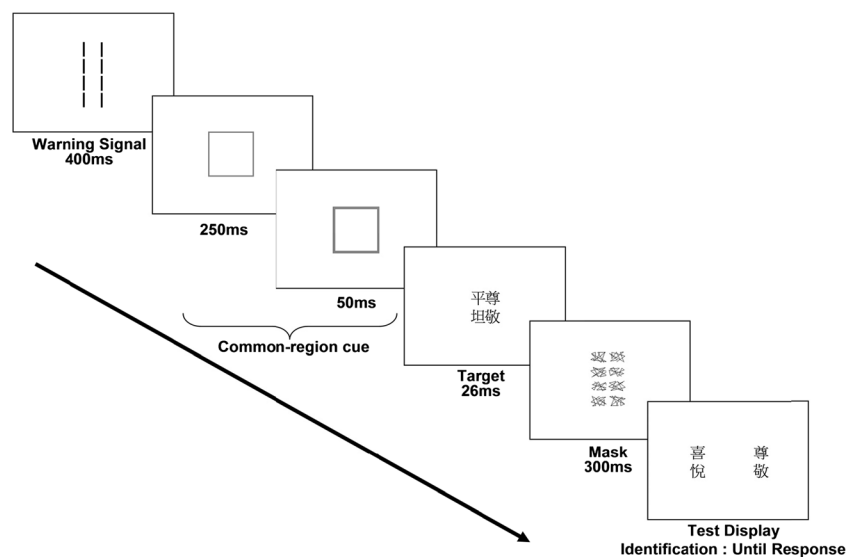 Warning Signal
400ms
250ms
50ms
Common-region cue
平尊
坦敬
Target
26ms
Mask
300ms
喜 尊
悅 敬
Test Display
Identification : Until Response